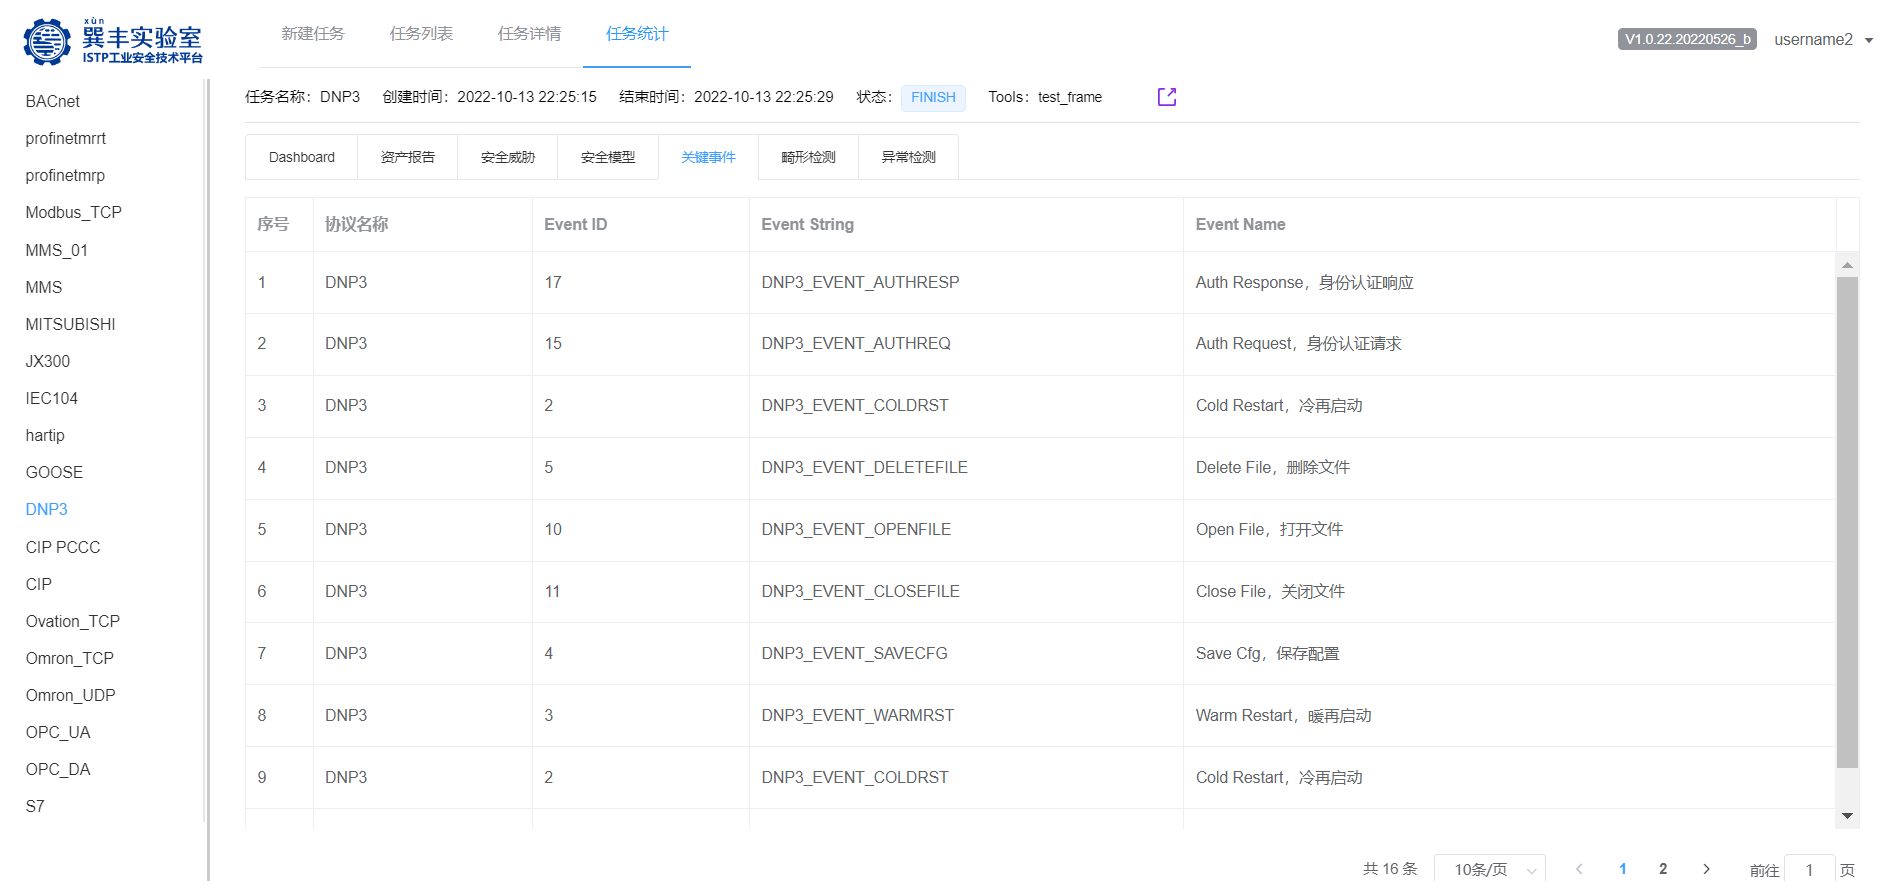 xùn
巽丰实验室
ISTP工业安全技术平台
新建任务 任务列表 任务详情 任务统计
V1.0.22.20220526_b username2
BACnet
profinetmrrt
profinetmrp
Modbus_TCP
MMS_01
MMS
MITSUBISHI
JX300
IEC104
hartip
GOOSE
DNP3
CIP PCCC
CIP
Ovation_TCP
Omron_TCP
Omron_UDP
OPC_UA
OPC_DA
S7
任务名称：DNP3 创建时间：2022-10-13 22:25:15 结束时间：2022-10-13 22:25:29 状态：FINISH Tools：test_frame
Dashboard 资产报告 安全威胁 安全模型 关键事件 畸形检测 异常检测
序号 协议名称 Event ID Event String Event Name
1 DNP3 17 DNP3_EVENT_AUTHRESP Auth Response，身份认证响应
2 DNP3 15 DNP3_EVENT_AUTHREQ Auth Request，身份认证请求
3 DNP3 2 DNP3_EVENT_COLDRST Cold Restart，冷再启动
4 DNP3 5 DNP3_EVENT_DELETEFILE Delete File，删除文件
5 DNP3 10 DNP3_EVENT_OPENFILE Open File，打开文件
6 DNP3 11 DNP3_EVENT_CLOSEFILE Close File，关闭文件
7 DNP3 4 DNP3_EVENT_SAVECFG Save Cfg，保存配置
8 DNP3 3 DNP3_EVENT_WARMRST Warm Restart，暖再启动
9 DNP3 2 DNP3_EVENT_COLDRST Cold Restart，冷再启动
共 16 条 10条/页 1 2 前往 1 页